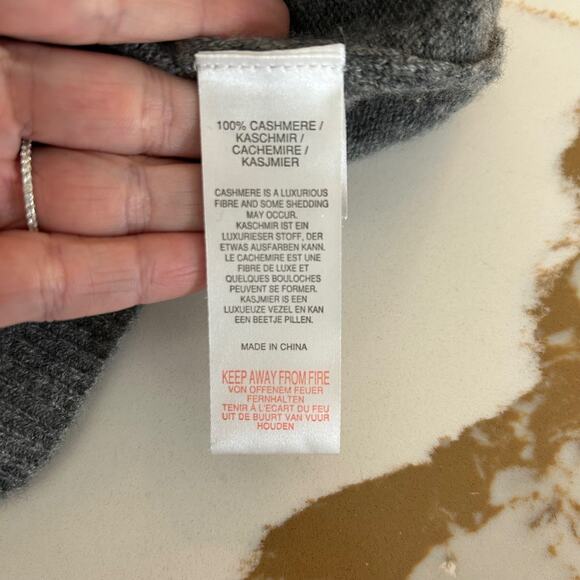 100% CASHMERE /
KASCHMIR /
CACHEMIRE /
KASJMIER
CASHMERE IS A LUXURIOUS
FIBRE AND SOME SHEDDING
MAY OCCUR.
KASCHMIR IST EIN
LUXURIESER STOFF, DER
ETWAS AUSFARBEN KANN.
LE CACHEMIRE EST UNE
FIBRE DE LUXE ET
QUELQUES BOULOCHES
PEUVENT SE FORMER.
KASJMIER IS EEN
LUXUEUZE VEZEL EN KAN
EEN BEETJE PILLEN.
MADE IN CHINA
KEEP AWAY FROM FIRE
VON OFFENEM FEUER
FERNHALTEN
TENIR À L'ECART DU FEU
UIT DE BUURT VAN VUUR
HOUDEN